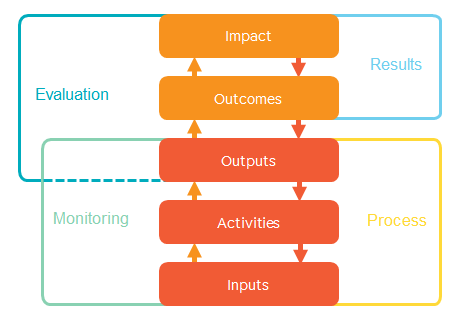 Impact
Results
Evaluation
Outcomes
Outputs
Monitoring
Activities
Process
Inputs